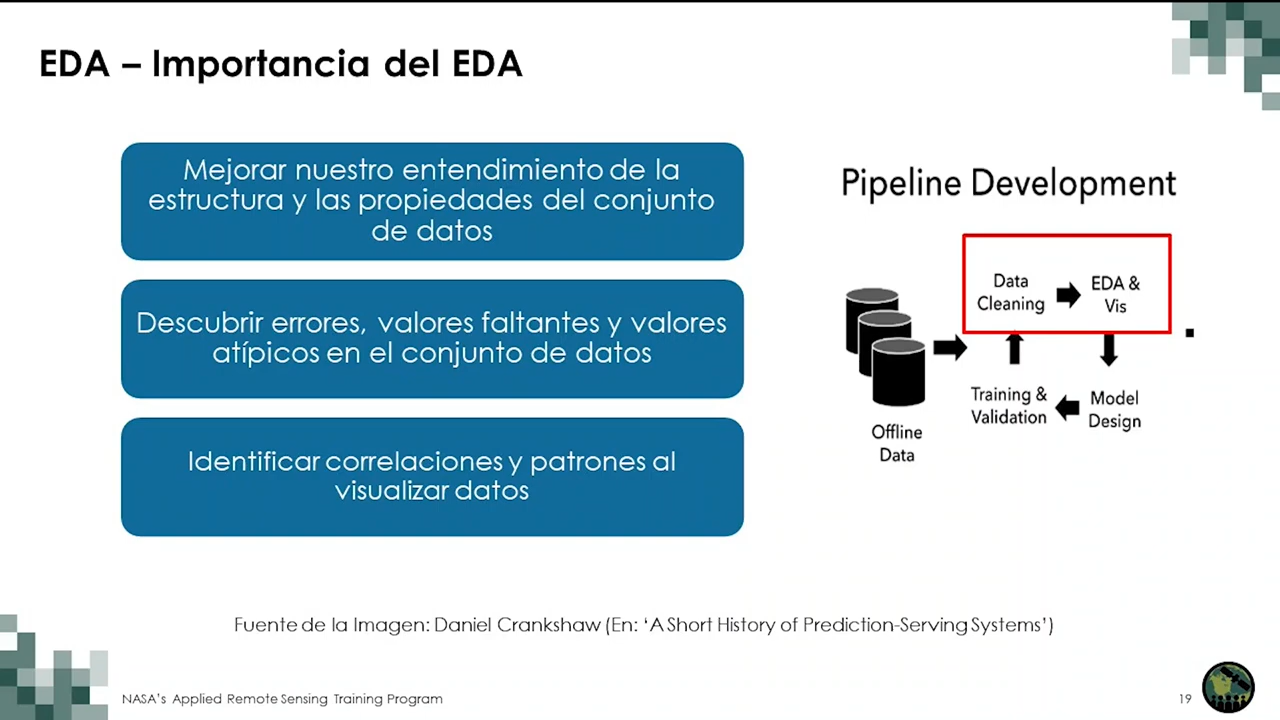 EDA – Importancia del EDA
Mejorar nuestro entendimiento de la
estructura y las propiedades del conjunto
de datos
Descubrir errores, valores faltantes y valores
atípicos en el conjunto de datos
Identificar correlaciones y patrones al
visualizar datos
Pipeline Development
Data
Cleaning
EDA &
Vis
Training &
Validation
Model
Design
Offline
Data
Fuente de la Imagen: Daniel Crankshaw (En: ‘A Short History of Prediction-Serving Systems’)
NASA’s Applied Remote Sensing Training Program
19